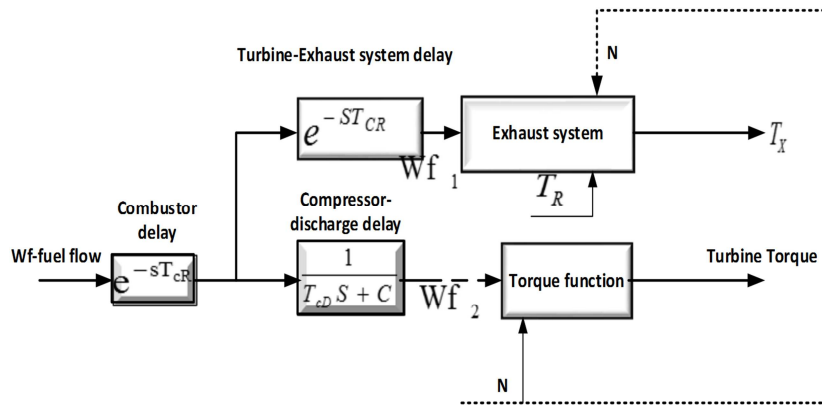 N
Turbine-Exhaust system delay
e^{-ST_{CR}}
Wf_1
Exhaust system
T_X
T_R
Combustor
delay
Compressor-
discharge delay
Wf-fuel flow
e^{-sT_{cR}}
\frac{1}{T_{cD} S + C}
Wf_2
Torque function
Turbine Torque
N